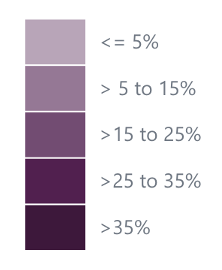 <= 5%
> 5 to 15%
>15 to 25%
>25 to 35%
>35%